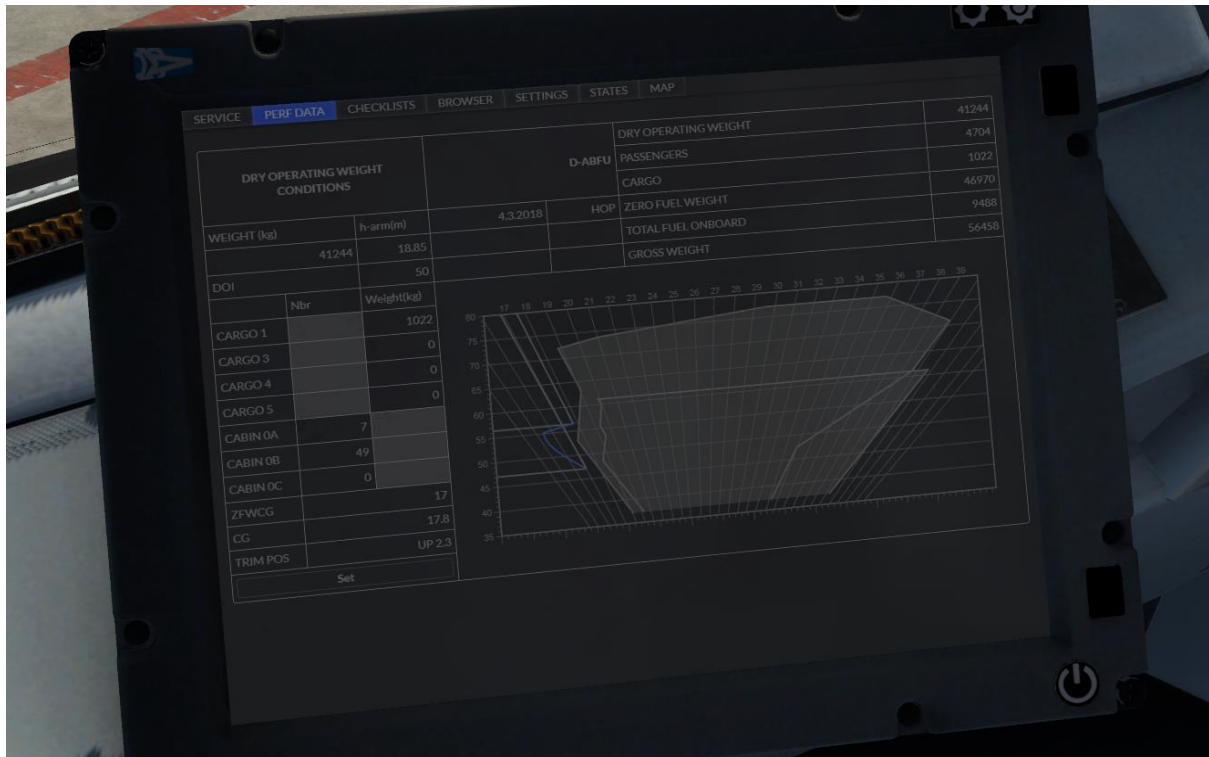 SERVICE PERF DATA CHECKLISTS BROWSER SETTINGS STATES MAP
DRY OPERATING WEIGHT
CONDITIONS
D-ABFU
DRY OPERATING WEIGHT 41244
PASSENGERS 4704
CARGO 1022
WEIGHT (kg) h-arm(m) 4.3.2018 HOP ZERO FUEL WEIGHT 46970
41244 18.85 TOTAL FUEL ONBOARD 9488
DOI 50 GROSS WEIGHT 56458
Nbr Weight(kg)
CARGO 1 1022
CARGO 3 0
CARGO 4 0
CARGO 5 0
CABIN 0A 7
CABIN 0B 49
CABIN 0C 0
ZFWCG 17
CG 17.8
TRIM POS UP 2.3
Set
17 18 19 20 21 22 23 24 25 26 27 28 29 30 31 32 33 34 35 36 37 38 39
80
75
70
65
60
55
50
45
40
35